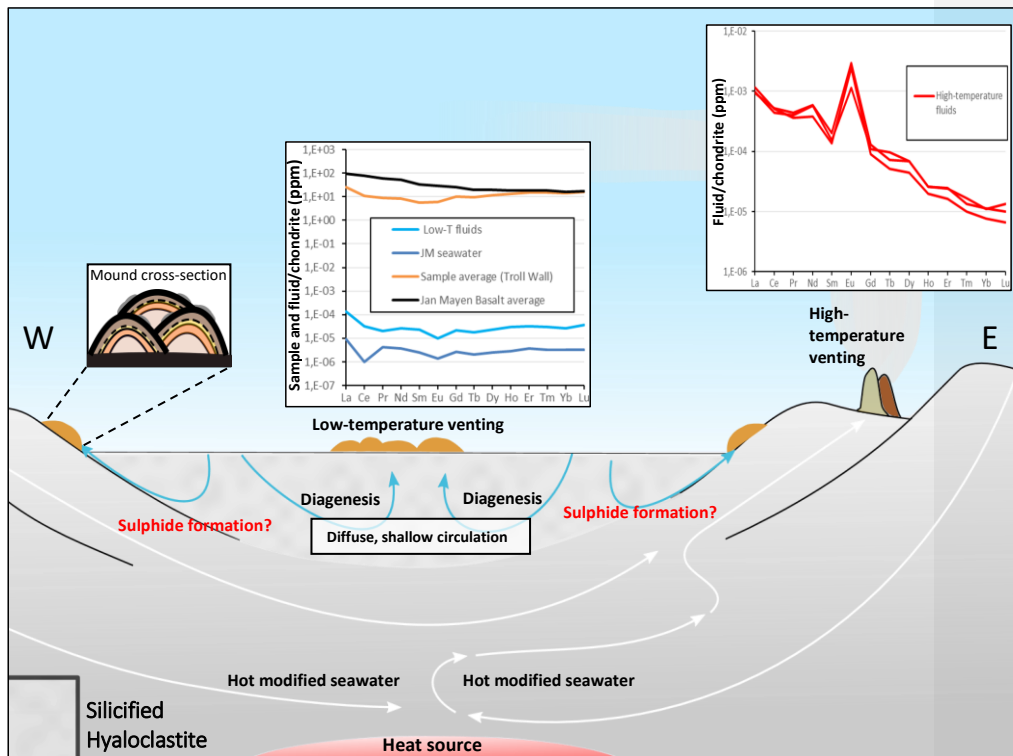 1,E-02
1,E-03
1,E-04
1,E-05
1,E-06
Fluid/chondrite (ppm)
High-temperature
fluids
La Ce Pr Nd Sm Eu Gd Tb Dy Ho Er Tm Yb Lu
1,E+03
1,E+02
1,E+01
1,E+00
1,E-01
1,E-02
1,E-03
1,E-04
1,E-05
1,E-06
1,E-07
Sample and fluid/chondrite (ppm)
Low-T fluids
JM seawater
Sample average (Troll Wall)
Jan Mayen Basalt average
La Ce Pr Nd Sm Eu Gd Tb Dy Ho Er Tm Yb Lu
Mound cross-section
W
High-
temperature
venting
E
Low-temperature venting
Diagenesis
Diagenesis
Sulphide formation?
Sulphide formation?
Diffuse, shallow circulation
Hot modified seawater
Hot modified seawater
Silicified
Hyaloclastite
Heat source